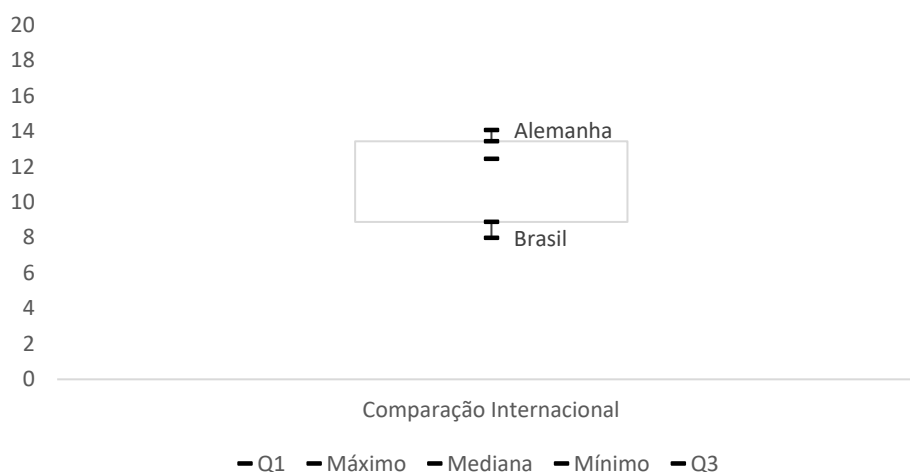 20
18
16
14
12
10
8
6
4
2
0
Alemanha
Brasil
Comparação Internacional
Q1 Máximo Mediana Mínimo Q3